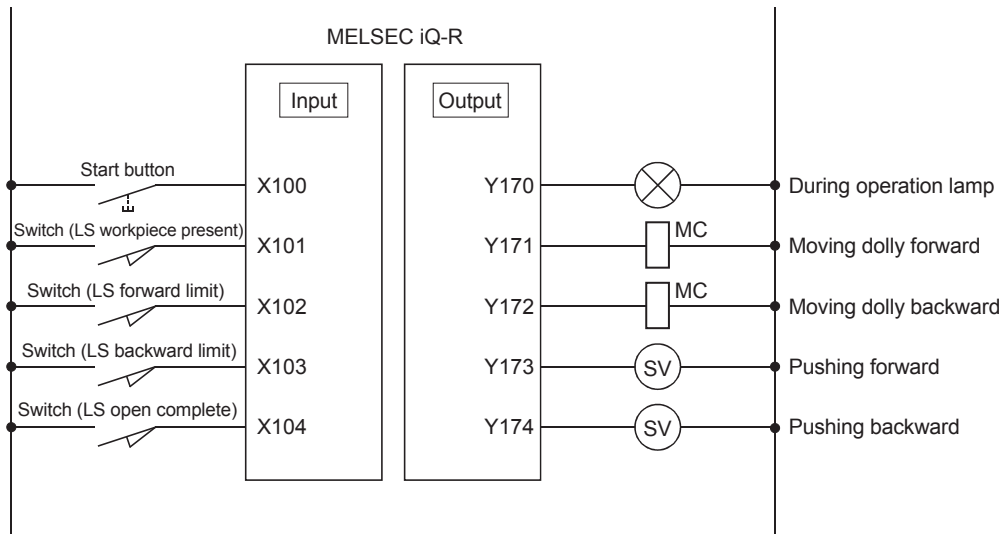 MELSEC iQ-R
Input
Output
Start button
X100
Y170
During operation lamp
Switch (LS workpiece present)
X101
Y171
MC
Moving dolly forward
Switch (LS forward limit)
X102
Y172
MC
Moving dolly backward
Switch (LS backward limit)
X103
Y173
SV
Pushing forward
Switch (LS open complete)
X104
Y174
SV
Pushing backward